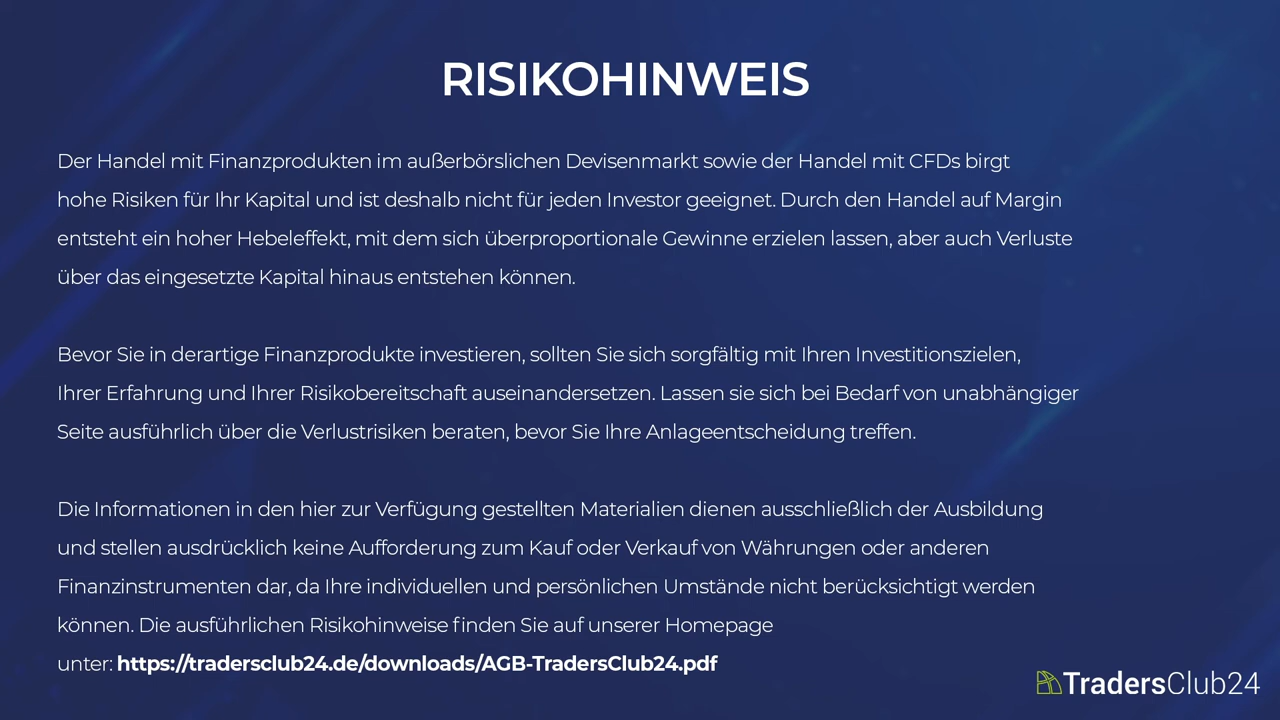 RISIKOHINWEIS
Der Handel mit Finanzprodukten im außerbörslichen Devisenmarkt sowie der Handel mit CFDs birgt
hohe Risiken für Ihr Kapital und ist deshalb nicht für jeden Investor geeignet. Durch den Handel auf Margin
entsteht ein hoher Hebeleffekt, mit dem sich überproportionale Gewinne erzielen lassen, aber auch Verluste
über das eingesetzte Kapital hinaus entstehen können.
Bevor Sie in derartige Finanzprodukte investieren, sollten Sie sich sorgfältig mit Ihren Investitionszielen,
Ihrer Erfahrung und Ihrer Risikobereitschaft auseinandersetzen. Lassen sie sich bei Bedarf von unabhängiger
Seite ausführlich über die Verlustrisiken beraten, bevor Sie Ihre Anlageentscheidung treffen.
Die Informationen in den hier zur Verfügung gestellten Materialien dienen ausschließlich der Ausbildung
und stellen ausdrücklich keine Aufforderung zum Kauf oder Verkauf von Währungen oder anderen
Finanzinstrumenten dar, da Ihre individuellen und persönlichen Umstände nicht berücksichtigt werden
können. Die ausführlichen Risikohinweise finden Sie auf unserer Homepage
unter: https://tradersclub24.de/downloads/AGB-TradersClub24.pdf
TradersClub24